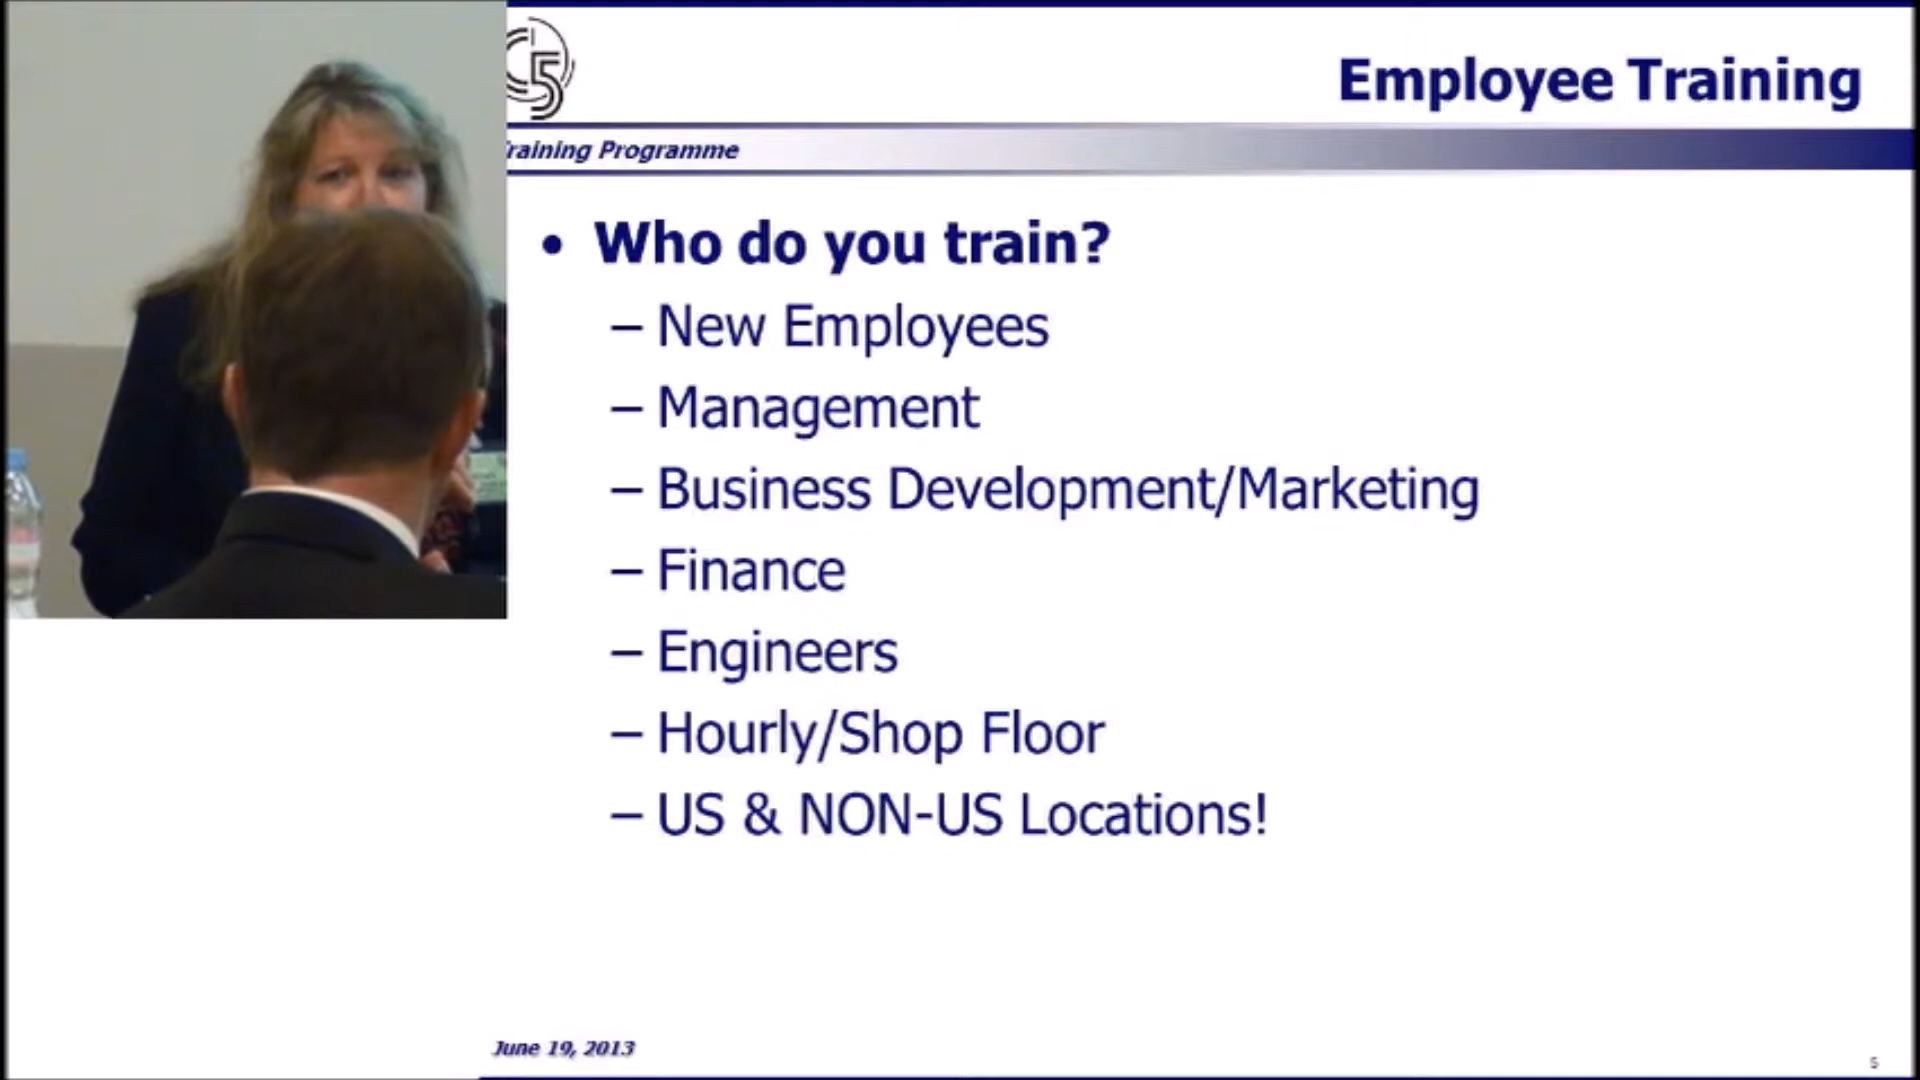 C5
Employee Training
raining Programme
• Who do you train?
– New Employees
– Management
– Business Development/Marketing
– Finance
– Engineers
– Hourly/Shop Floor
– US & NON-US Locations!
June 19, 2013
5